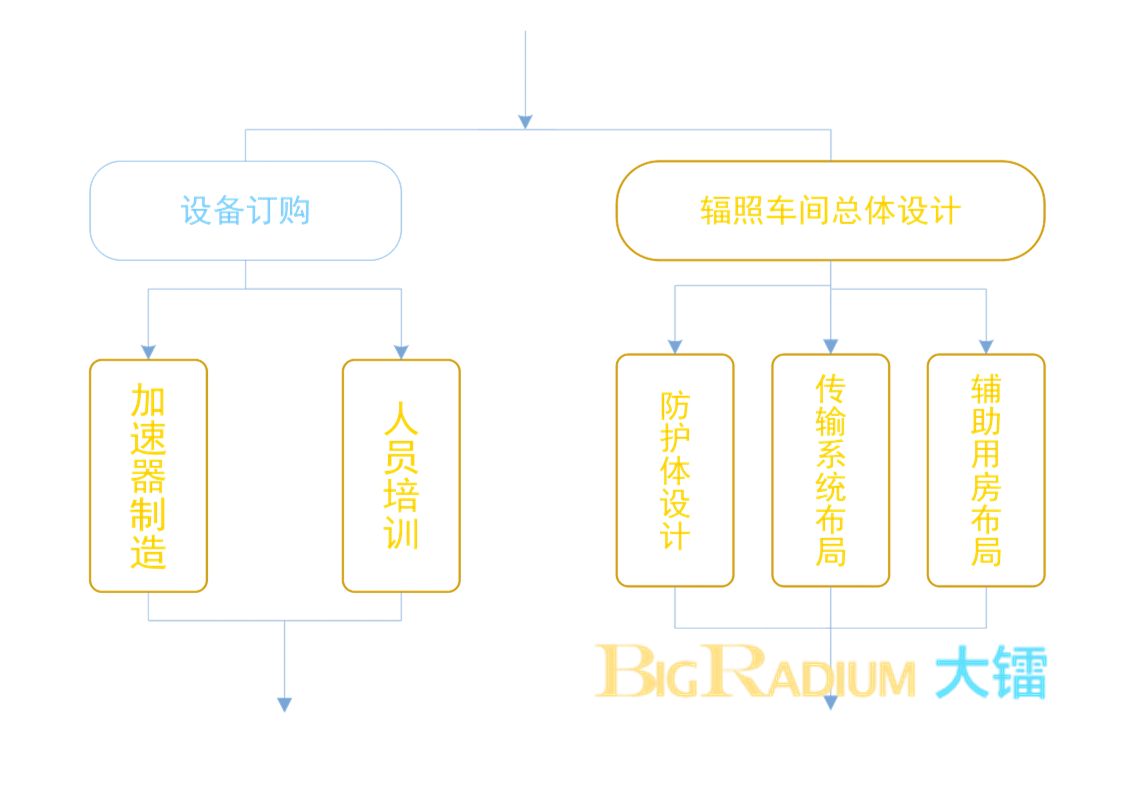 设备订购
辐照车间总体设计
加速器制造
人员培训
防护体设计
传输系统布局
辅助用房布局
BIGRADIUM 大镭